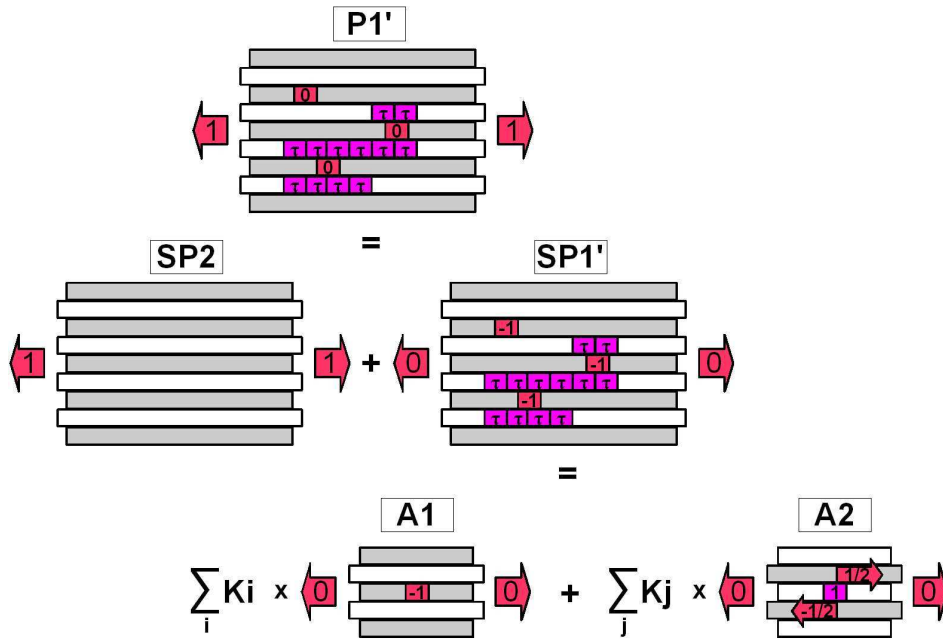 P1'
0
τ τ
1 0 1
τ τ τ τ τ τ
0
τ τ τ τ
=
SP2 SP1'
-1
τ τ
1 1 + 0 -1 0
τ τ τ τ τ τ
-1
τ τ τ τ
=
A1 A2
∑ Ki x 0 -1 0 + ∑ Kj x 0 1/2 1 -1/2 0
i j